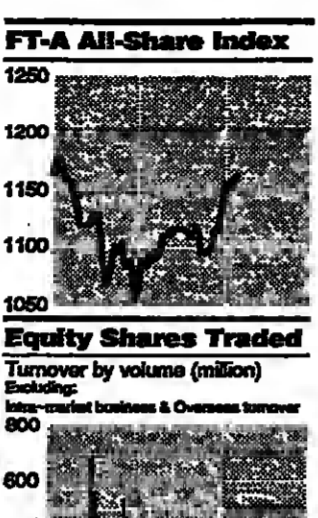 FT-A All-Share Index
1250
1200
1150
1100
1050
Equity Shares Traded
Turnover by volume (million)
Excluding:
Intra-market business & Overseas turnover
800
600